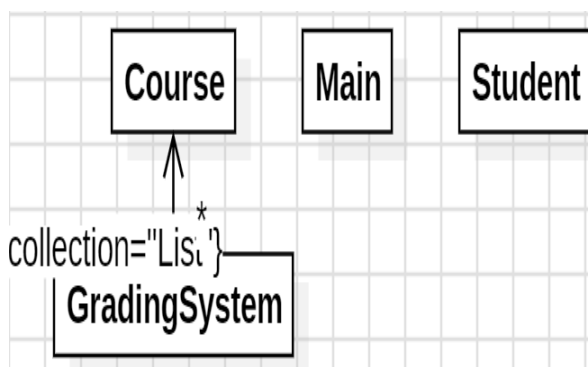 Course
Main
Student
*
collection="List"}
GradingSystem